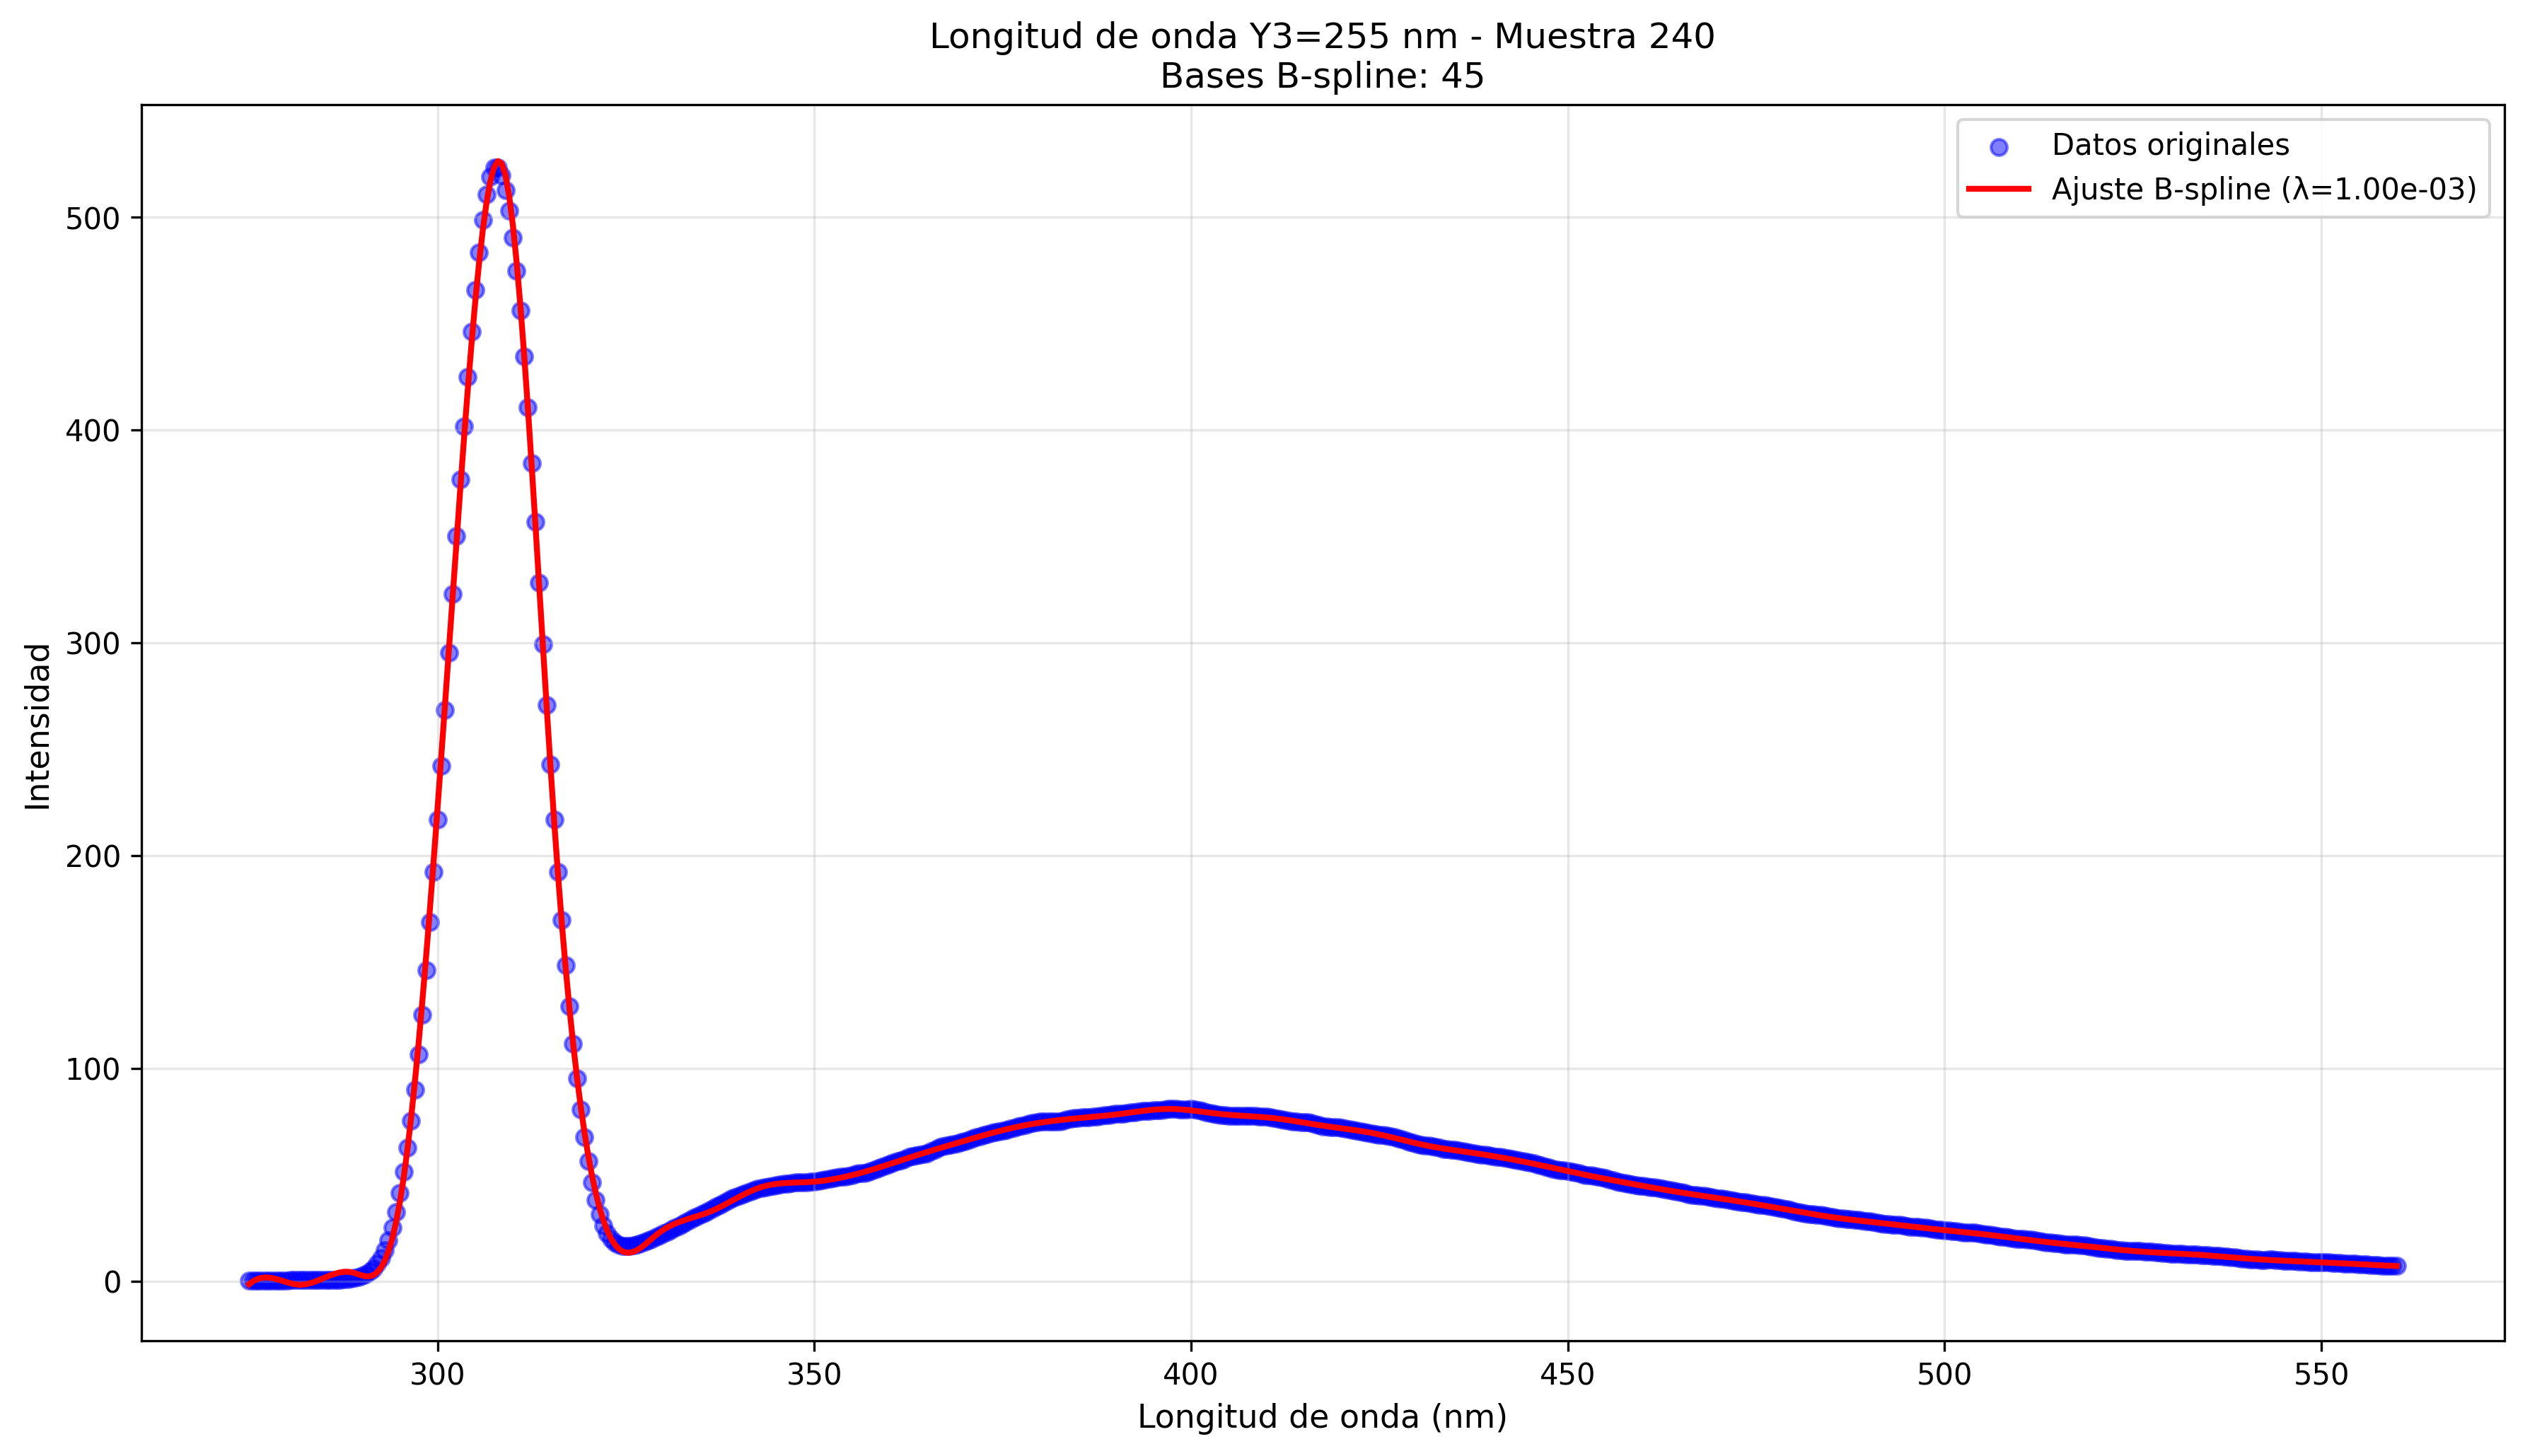 Longitud de onda Y3=255 nm - Muestra 240
Bases B-spline: 45
Datos originales
Ajuste B-spline (λ=1.00e-03)
Intensidad
500
400
300
200
100
0
300 350 400 450 500 550
Longitud de onda (nm)